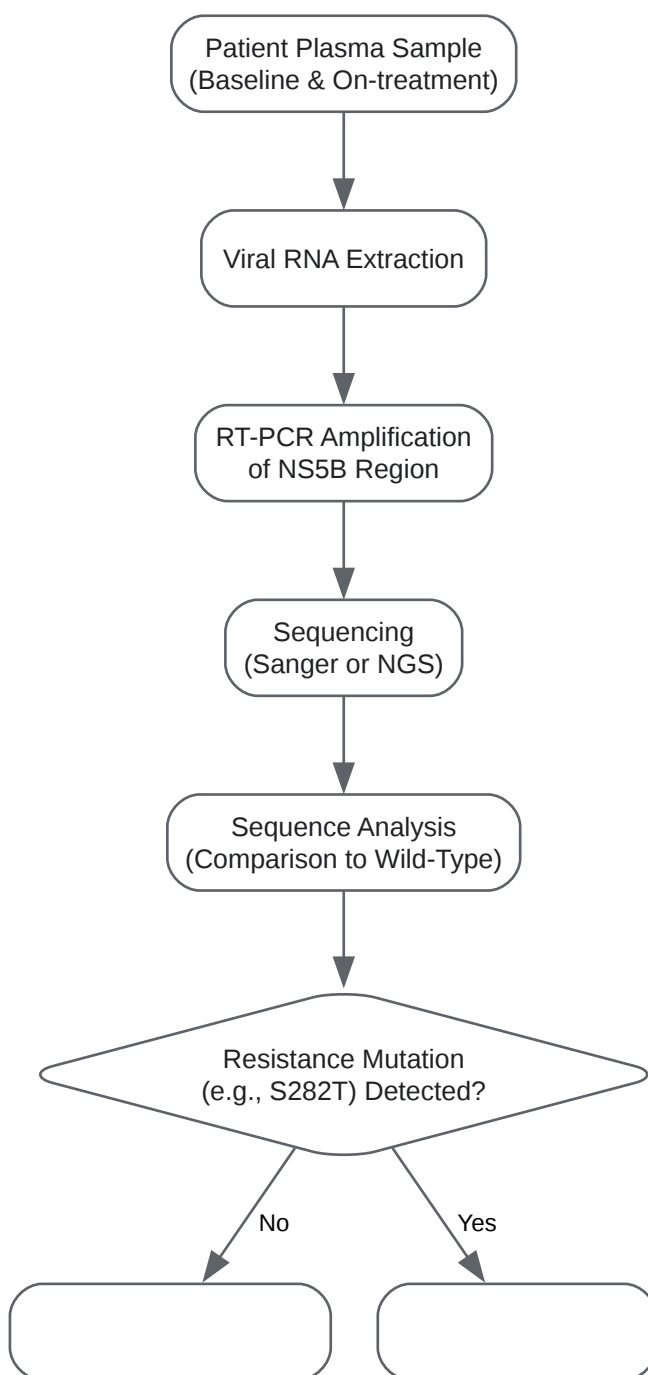 Patient Plasma Sample
(Baseline & On-treatment)
Viral RNA Extraction
RT-PCR Amplification
of NS5B Region
Sequencing
(Sanger or NGS)
Sequence Analysis
(Comparison to Wild-Type)
Resistance Mutation
(e.g., S282T) Detected?
No
Yes